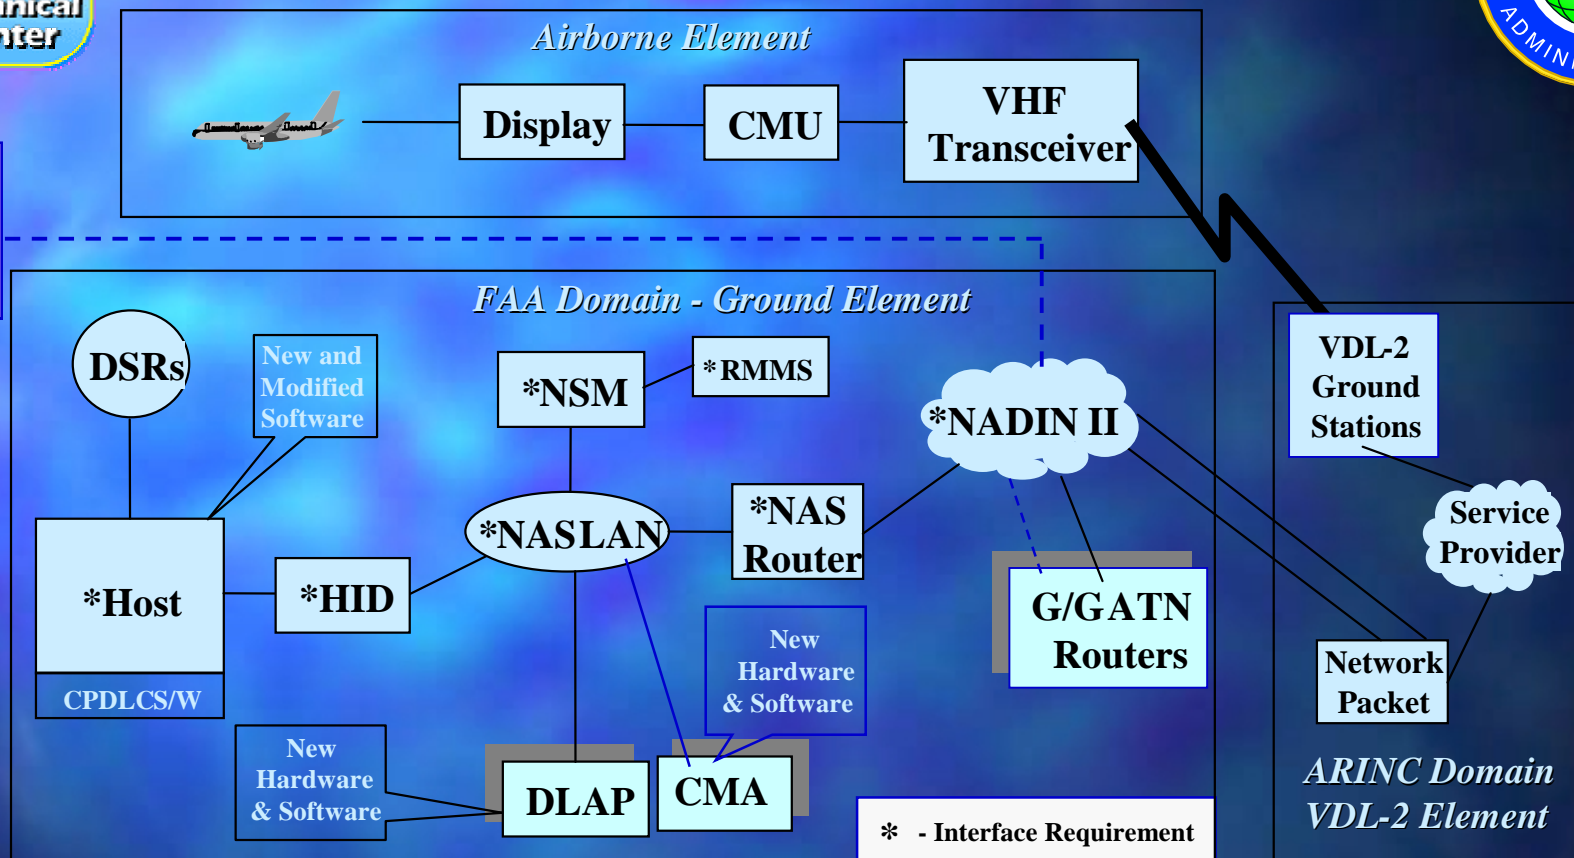 Airborne Element
ADMINI
Display
CMU
VHF
Transceiver
FAA Domain - Ground Element
DSRs
New and
Modified
Software
*NSM
*RMMS
*NADIN II
VDL-2
Ground
Stations
Service
Provider
*Host
CPDLCS/W
*HID
*NASLAN
*NAS
Router
G/GATN
Routers
Network
Packet
New
Hardware
& Software
New
Hardware
& Software
DLAP
CMA
* - Interface Requirement
ARINC Domain
VDL-2 Element